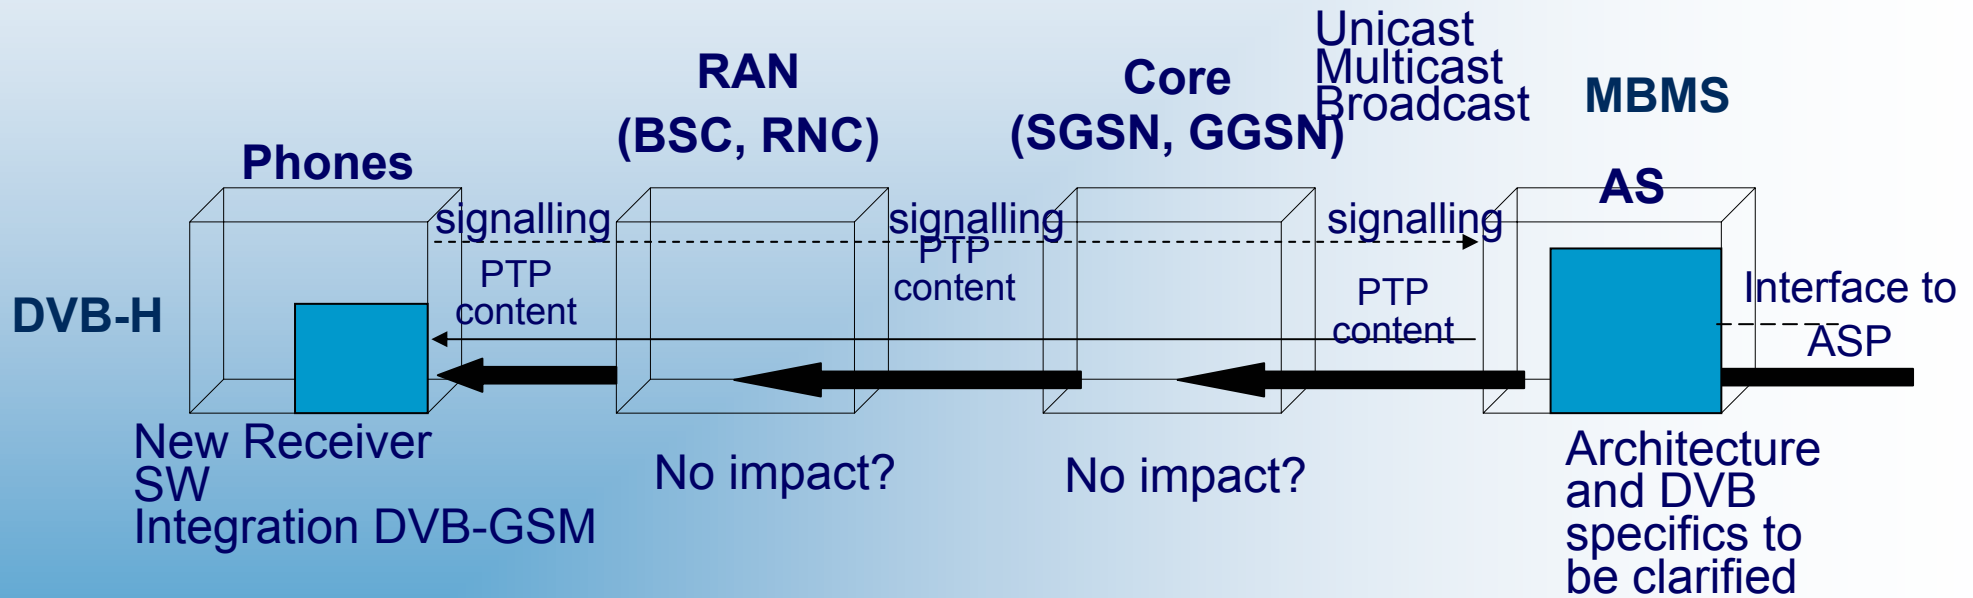 Unicast
Multicast
Broadcast
RAN
(BSC, RNC)
Core
(SGSN, GGSN)
MBMS
Phones
AS
signalling
signalling
signalling
PTP
content
PTP
content
PTP
content
DVB-H
Interface to
ASP
New Receiver
SW
Integration DVB-GSM
No impact?
No impact?
Architecture
and DVB
specifics to
be clarified